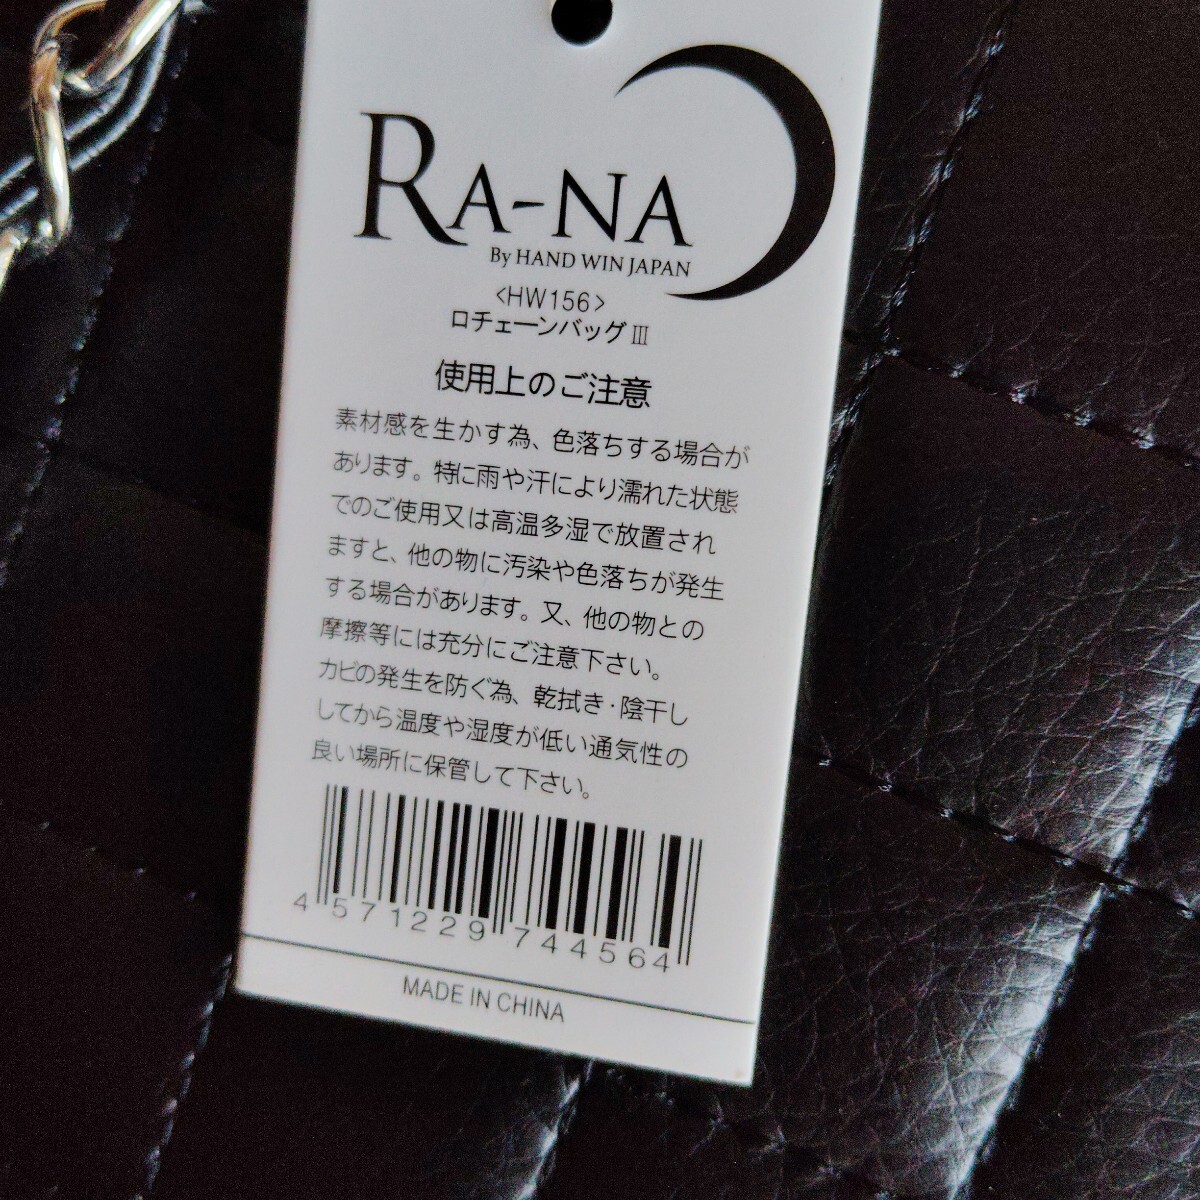 RA-NA
By HAND WIN JAPAN
<HW156>
ロチェーンバッグⅢ
使用上のご注意
素材感を生かす為、色落ちする場合が
あります。特に雨や汗により濡れた状態
でのご使用又は高温多湿で放置され
ますと、他の物に汚染や色落ちが発生
する場合があります。又、他の物との
摩擦等には充分にご注意下さい。
カビの発生を防ぐ為、乾拭き・陰干し
してから温度や湿度が低い通気性の
良い場所に保管して下さい。
4 571229 744564
MADE IN CHINA